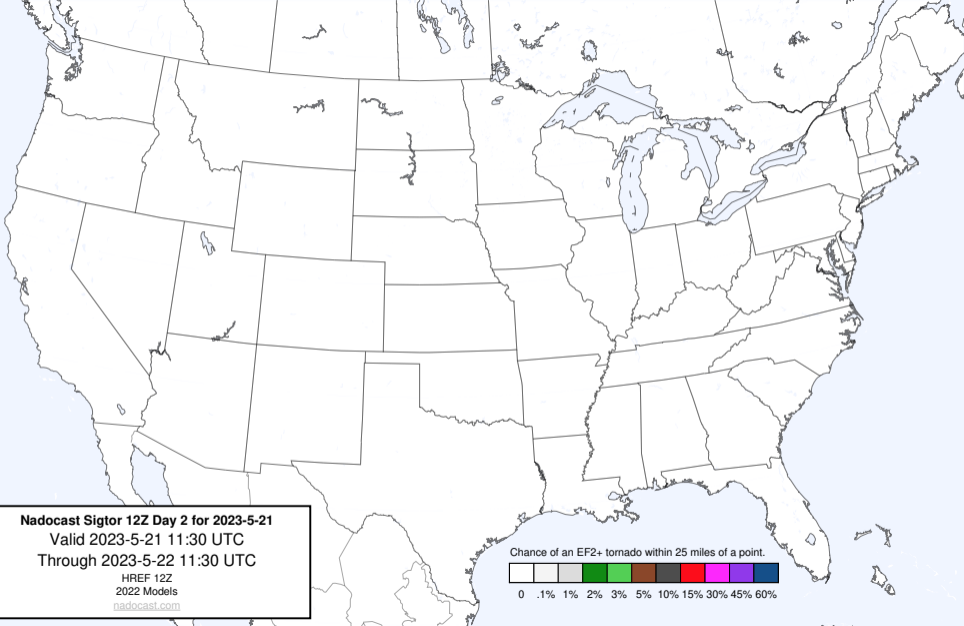 Nadocast Sigtor 12Z Day 2 for 2023-5-21
Valid 2023-5-21 11:30 UTC
Through 2023-5-22 11:30 UTC
HREF 12Z
2022 Models
nadocast.com
Chance of an EF2+ tornado within 25 miles of a point.
0 .1% 1% 2% 3% 5% 10% 15% 30% 45% 60%